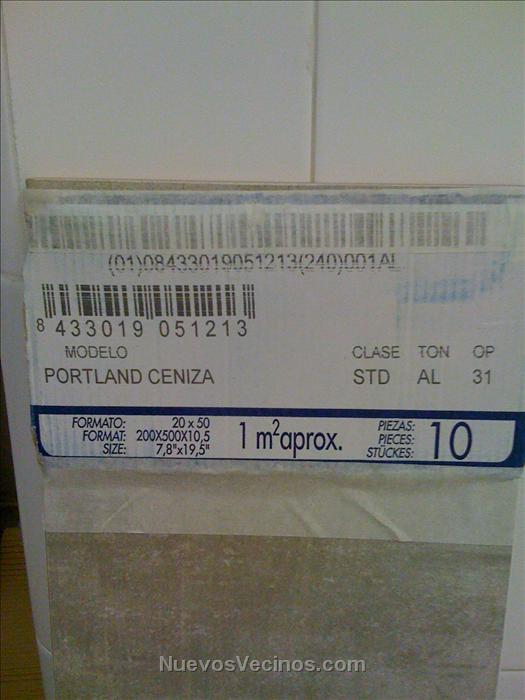 (01)08433019051213(240)001AL
8 433019 051213
MODELO CLASE TON OP
PORTLAND CENIZA STD AL 31
FORMATO: 20 x 50
FORMAT: 200X500X10,5
SIZE: 7,8"x19,5"
1 m²aprox.
PIEZAS:
PIECES:
STÜCKES:
10
NuevosVecinos.com